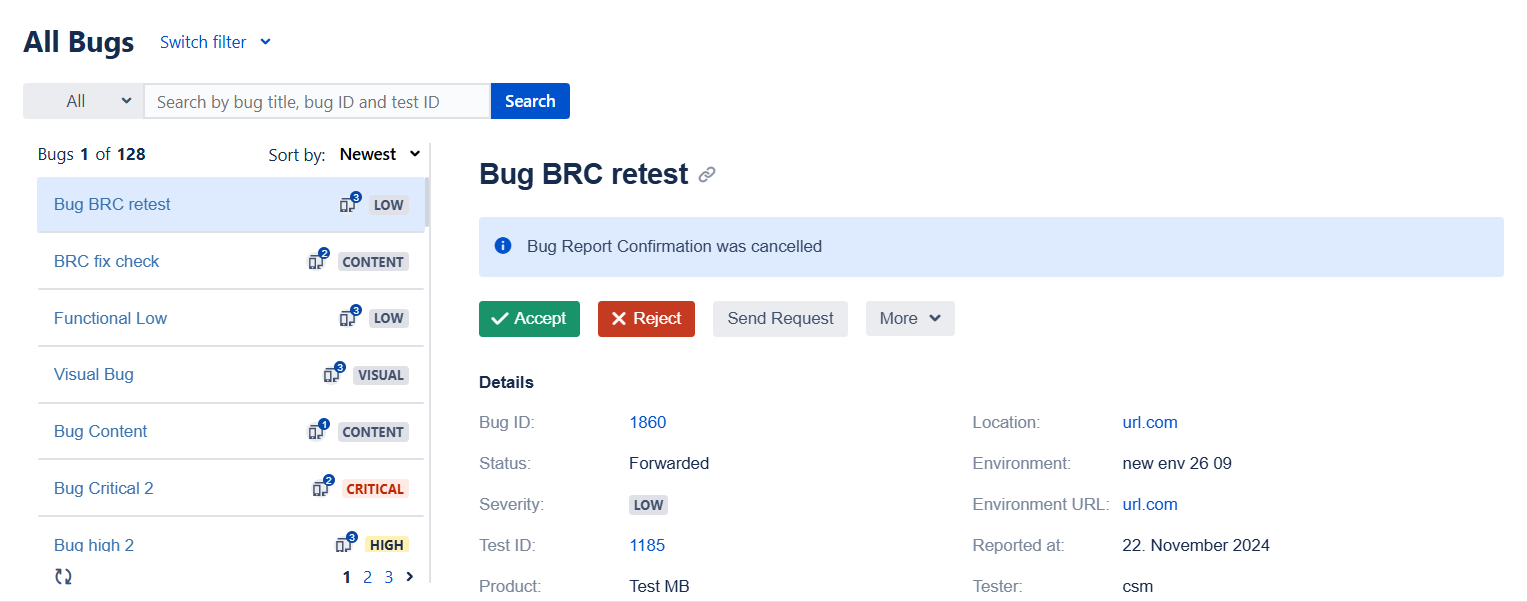 All Bugs Switch filter
All Search by bug title, bug ID and test ID Search
Bugs 1 of 128 Sort by: Newest
Bug BRC retest 3 LOW
BRC fix check 2 CONTENT
Functional Low 3 LOW
Visual Bug 3 VISUAL
Bug Content 1 CONTENT
Bug Critical 2 2 CRITICAL
Bug high 2 3 HIGH
1 2 3
Bug BRC retest
Bug Report Confirmation was cancelled
Accept Reject Send Request More
Details
Bug ID: 1860 Location: url.com
Status: Forwarded Environment: new env 26 09
Severity: LOW Environment URL: url.com
Test ID: 1185 Reported at: 22. November 2024
Product: Test MB Tester: csm